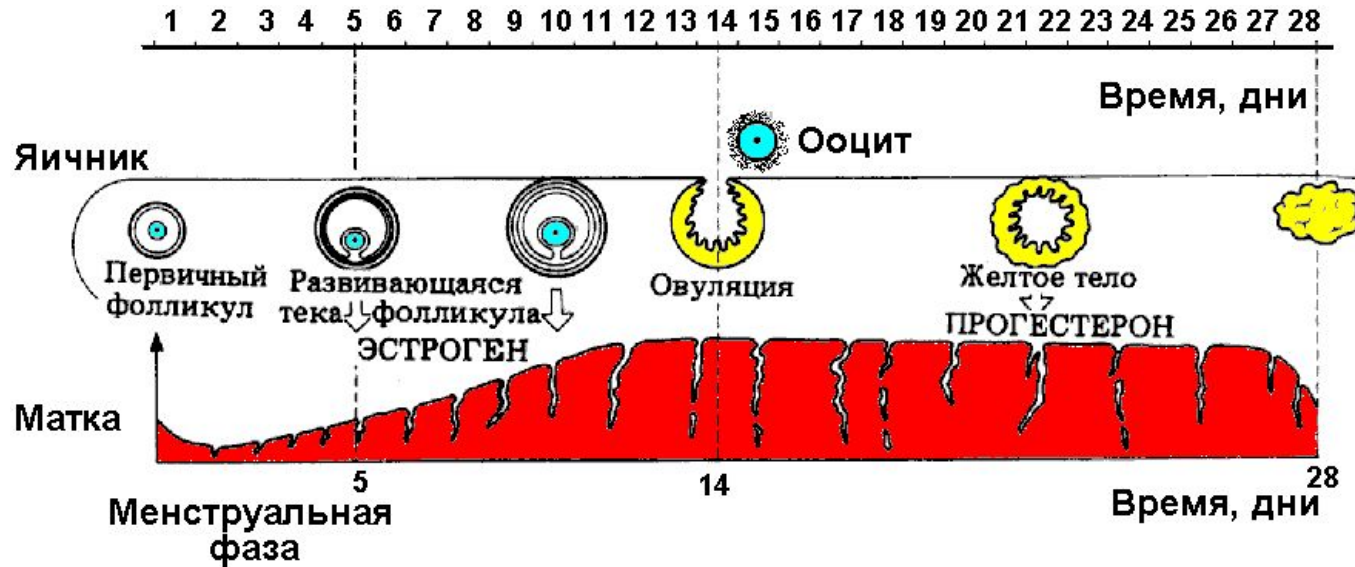 1 2 3 4 5 6 7 8 9 10 11 12 13 14 15 16 17 18 19 20 21 22 23 24 25 26 27 28
Время, дни
Ооцит
Яичник
Первичный
фолликул
Развивающаяся
тека фолликула
ЭСТРОГЕН
Овуляция
Желтое тело
ПРОГЕСТЕРОН
Матка
5 14 28
Менструальная
фаза
Время, дни